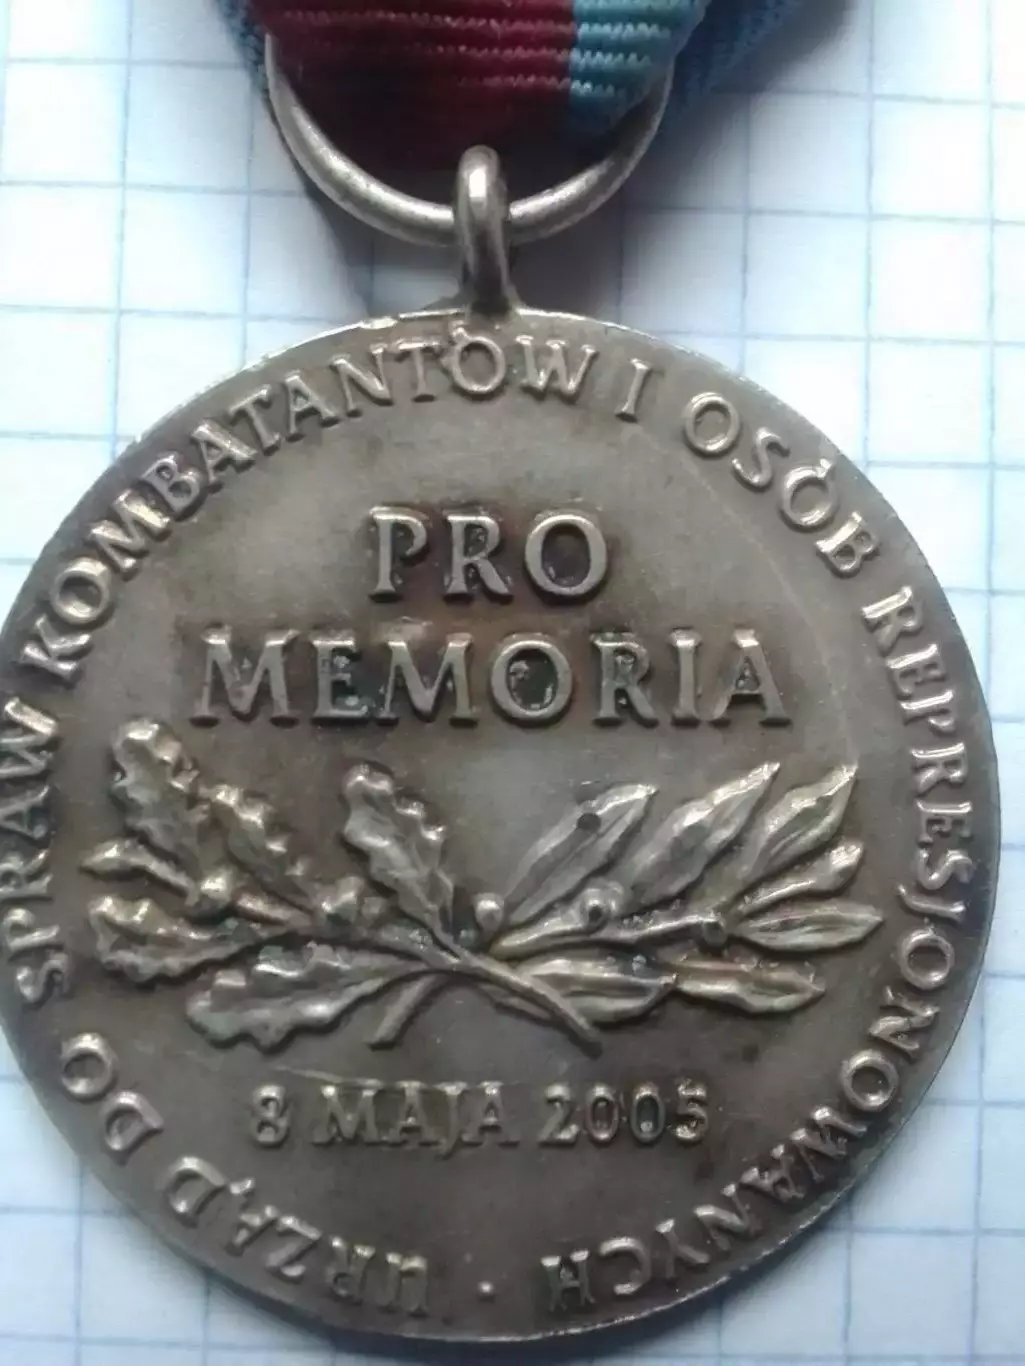 URZĄD DO SPRAW KOMBATANTÓW I OSÓB REPRESJONOWANYCH ·
PRO
MEMORIA
8 MAJA 2005